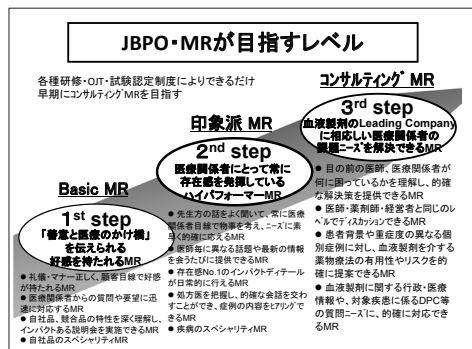 JBPO・MRが目指すレベル
各種研修・OJT・試験認定制度によりできるだけ
早期にコンサルティングMRを目指す
コンサルティング MR
3rd step
血液製剤のLeading Company
に相応しい医療関係者の
課題ニーズを解決できるMR
● 目の前の医師、医療関係者が
何に困っているかを理解し、的確
な解決策を提供できるMR
● 医師・薬剤師・経営者と同じのレ
ベルでディスカッションできるMR
● 患者背景や重症度の異なる個
別症例に対し、血液製剤を介する
薬物療法の有用性やリスクを的
確に提案できるMR
● 血液製剤に関する行政・医療
情報や、対象疾患に係るDPC等
の質問ニーズに、的確に対応でき
るMR
印象派 MR
2nd step
医療関係者にとって常に
存在感を発揮している
ハイパフォーマーMR
● 先生方の話をよく聞いて、常に医療
関係者目線で物事を考え、ニーズに素
早く的確に応えるMR
● 医師毎に異なる話題と最新の情報
を会うたびに提供できるMR
● 存在感No.1のインパクトディテール
が日常的に行えるMR
● 処方医を把握し、的確な会話を交わ
すことができ、症例の内容をヒアリングで
きるMR
● 疾病のスペシャリティMR
Basic MR
1st step
「善意と医療のかけ橋」
を伝えられる
好感を持たれるMR
● 礼儀・マナー正しく、顧客目線で好感
が持たれるMR
● 医療関係者からの質問や要望に迅
速に対応するMR
● 自社品、競合品の特性を深く理解し、
インパクトある説明会を実施できるMR
● 自社品のスペシャリティMR